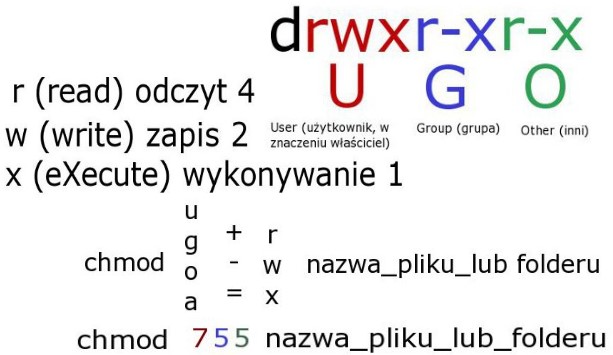 drwxr-xr-x
U G O
r (read) odczyt 4
User (użytkownik, w znaczeniu właściciel)
Group (grupa)
Other (inni)
w (write) zapis 2
x (eXecute) wykonywanie 1
u
g + r
chmod o - w nazwa_pliku_lub folderu
a = x
chmod 755 nazwa_pliku_lub_folderu